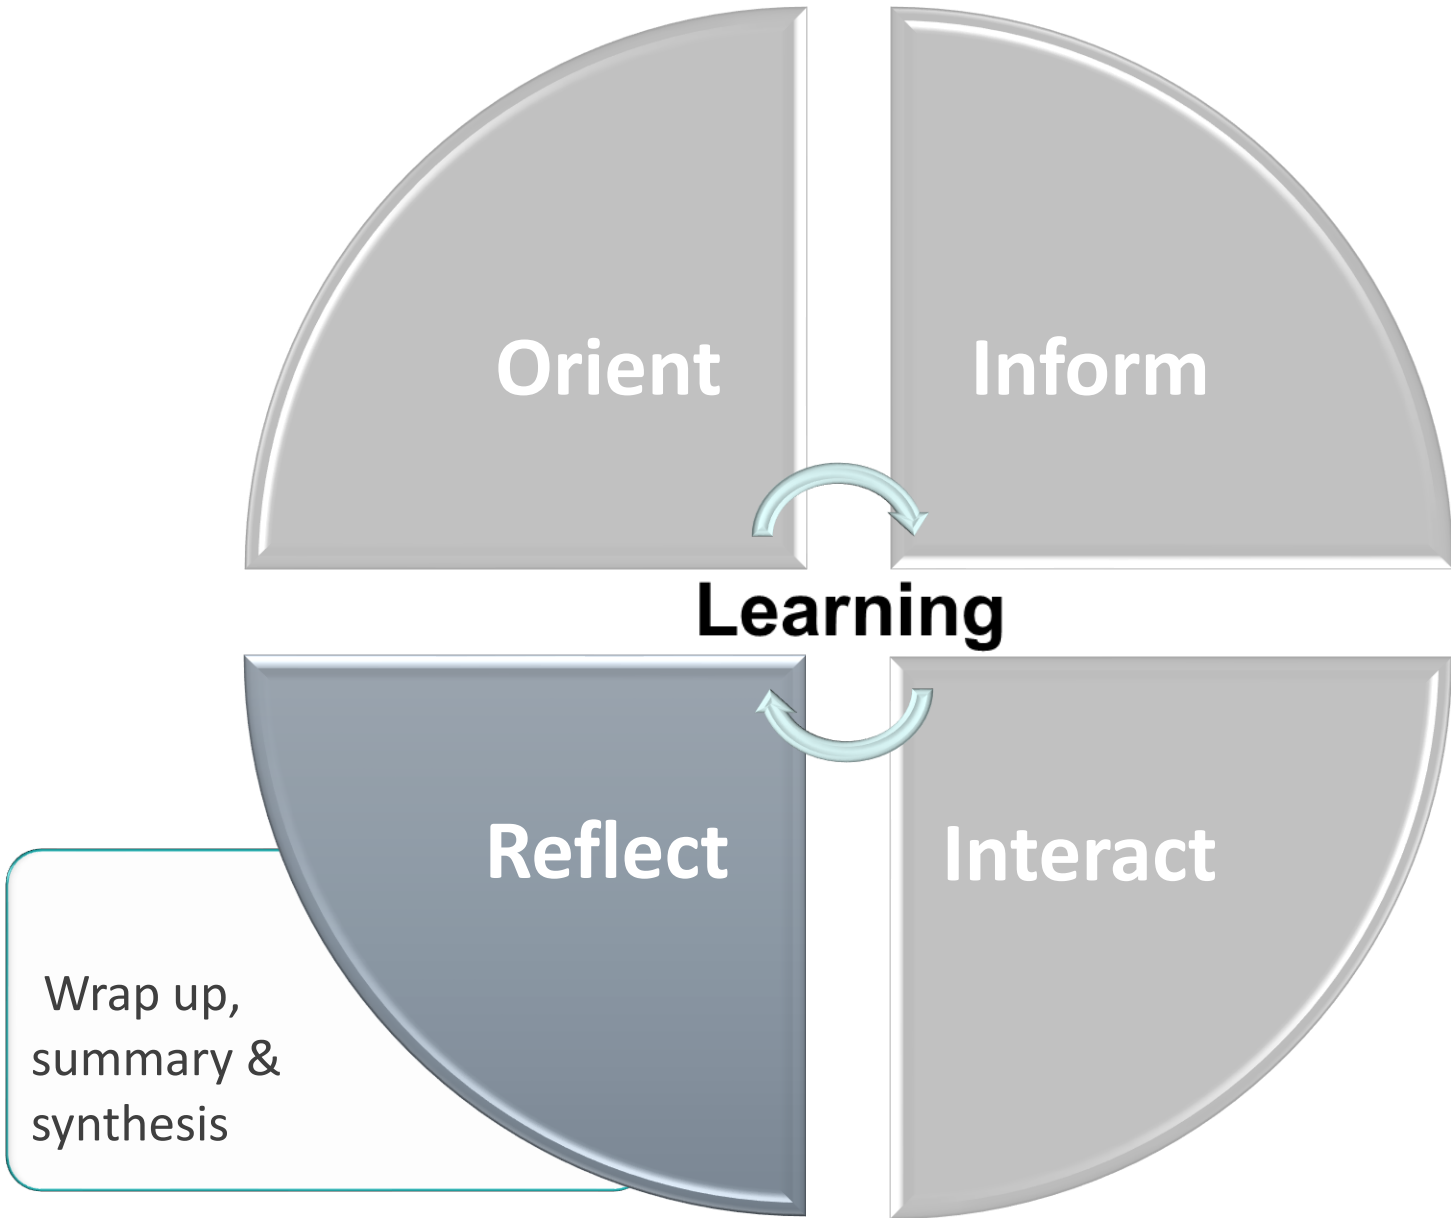 Orient
Inform
Learning
Reflect
Interact
Wrap up,
summary &
synthesis